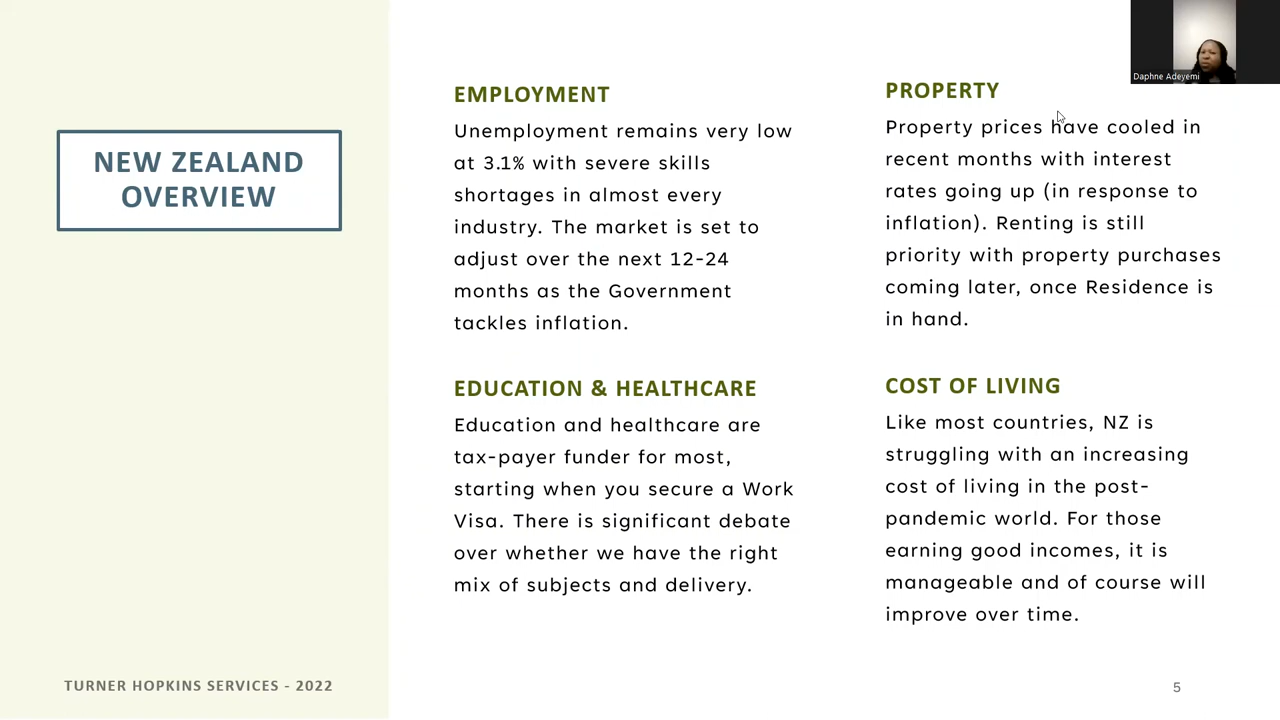 NEW ZEALAND
OVERVIEW
EMPLOYMENT
Unemployment remains very low
at 3.1% with severe skills
shortages in almost every
industry. The market is set to
adjust over the next 12-24
months as the Government
tackles inflation.
EDUCATION & HEALTHCARE
Education and healthcare are
tax-payer funder for most,
starting when you secure a Work
Visa. There is significant debate
over whether we have the right
mix of subjects and delivery.
PROPERTY
Property prices have cooled in
recent months with interest
rates going up (in response to
inflation). Renting is still
priority with property purchases
coming later, once Residence is
in hand.
COST OF LIVING
Like most countries, NZ is
struggling with an increasing
cost of living in the post-
pandemic world. For those
earning good incomes, it is
manageable and of course will
improve over time.
Daphne Adeyemi
TURNER HOPKINS SERVICES - 2022
5